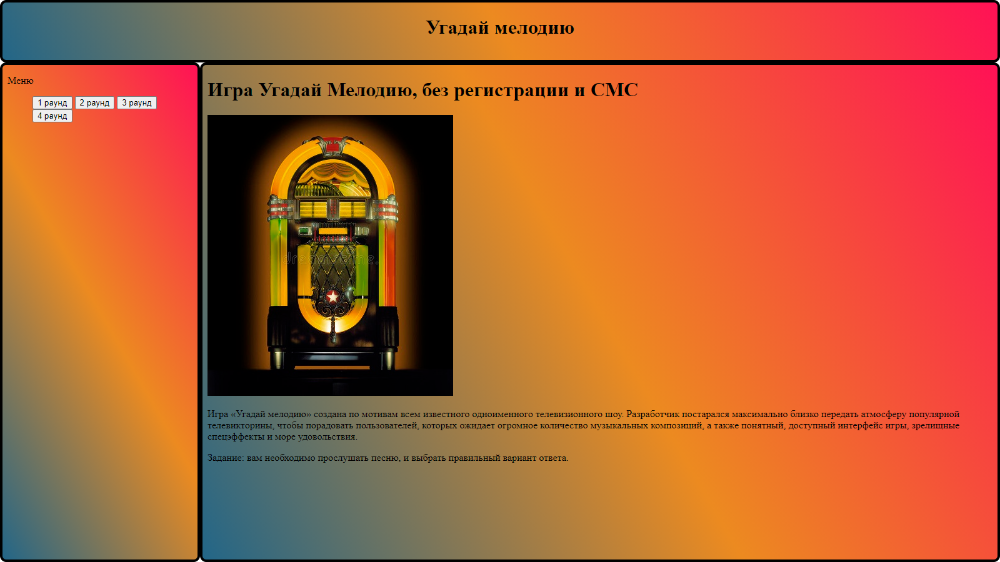 Угадай мелодию
Меню
1 раунд 2 раунд 3 раунд
4 раунд
Игра Угадай Мелодию, без регистрации и СМС
dreamstime.
Игра «Угадай мелодию» создана по мотивам всем известного одноименного телевизионного шоу. Разработчик постарался максимально близко передать атмосферу популярной
телевикторины, чтобы порадовать пользователей, которых ожидает огромное количество музыкальных композиций, а также понятный, доступный интерфейс игры, зрелищные
спецэффекты и море удовольствия.
Задание: вам необходимо прослушать песню, и выбрать правильный вариант ответа.